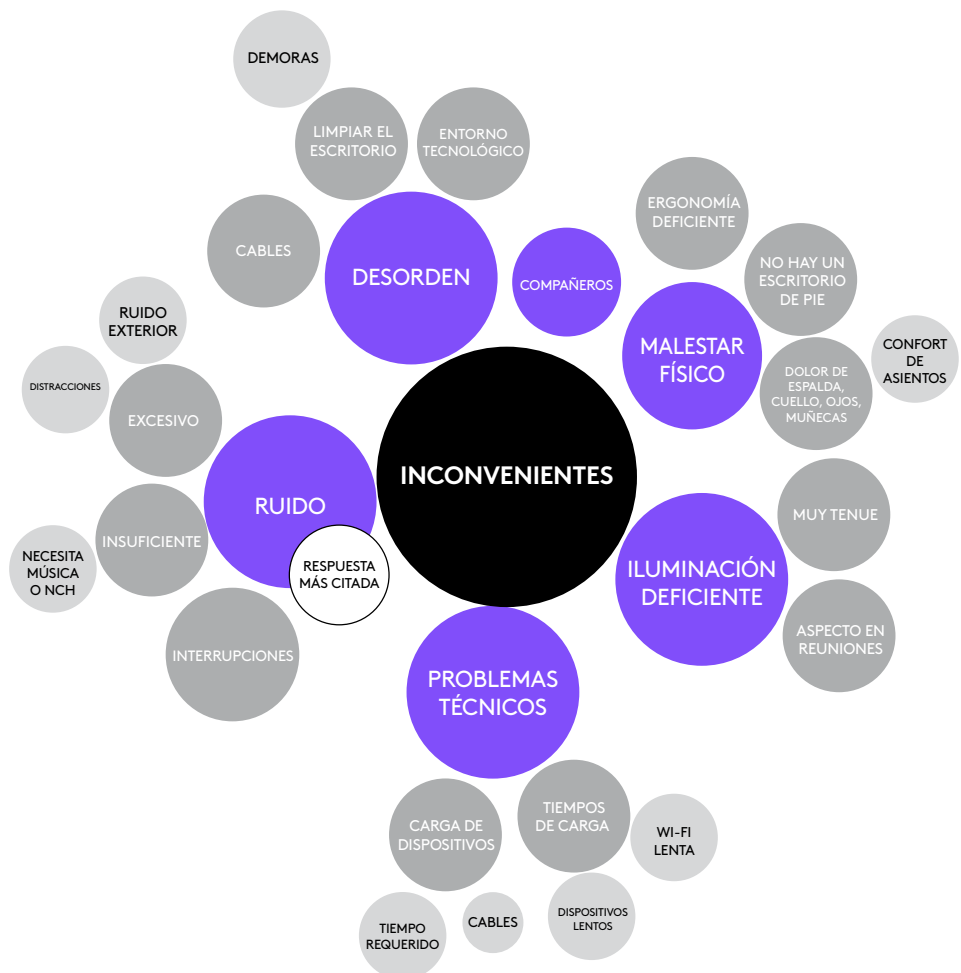 DEMORAS
LIMPIAR EL
ESCRITORIO
ENTORNO
TECNOLÓGICO
CABLES
DESORDEN
COMPAÑEROS
ERGONOMÍA
DEFICIENTE
NO HAY UN
ESCRITORIO
DE PIE
MALESTAR
FÍSICO
CONFORT
DE
ASIENTOS
DOLOR DE
ESPALDA,
CUELLO, OJOS,
MUÑECAS
RUIDO
EXTERIOR
DISTRACCIONES
EXCESIVO
INCONVENIENTES
RUIDO
RESPUESTA
MÁS CITADA
INSUFICIENTE
NECESITA
MÚSICA
O NCH
INTERRUPCIONES
MUY TENUE
ILUMINACIÓN
DEFICIENTE
ASPECTO EN
REUNIONES
PROBLEMAS
TÉCNICOS
CARGA DE
DISPOSITIVOS
TIEMPOS
DE CARGA
WI-FI
LENTA
TIEMPO
REQUERIDO
CABLES
DISPOSITIVOS
LENTOS